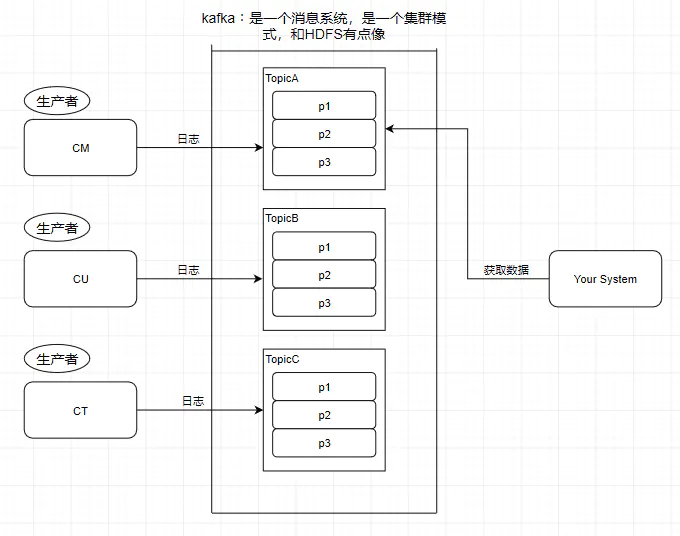 kafka：是一个消息系统，是一个集群模
式，和HDFS有点像
TopicA
生产者
p1
CM
日志
p2
p3
TopicB
生产者
p1
CU
日志
p2
获取数据
Your System
p3
生产者
TopicC
p1
CT
日志
p2
p3